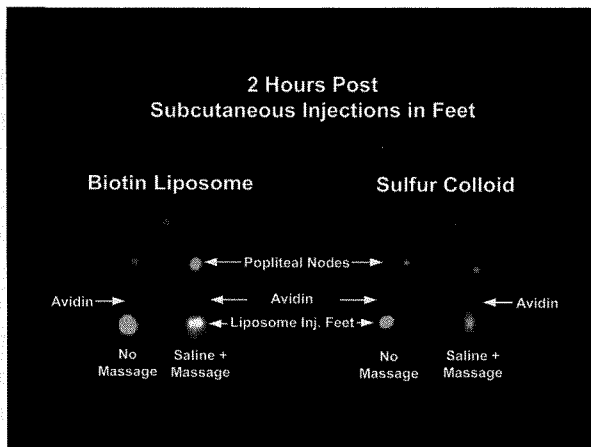 2 Hours Post
Subcutaneous Injections in Feet
Biotin Liposome
Sulfur Colloid
Popliteal Nodes
Avidin
Avidin
Avidin
Liposome Inj. Feet
No
Massage
Saline +
Massage
No
Massage
Saline +
Massage